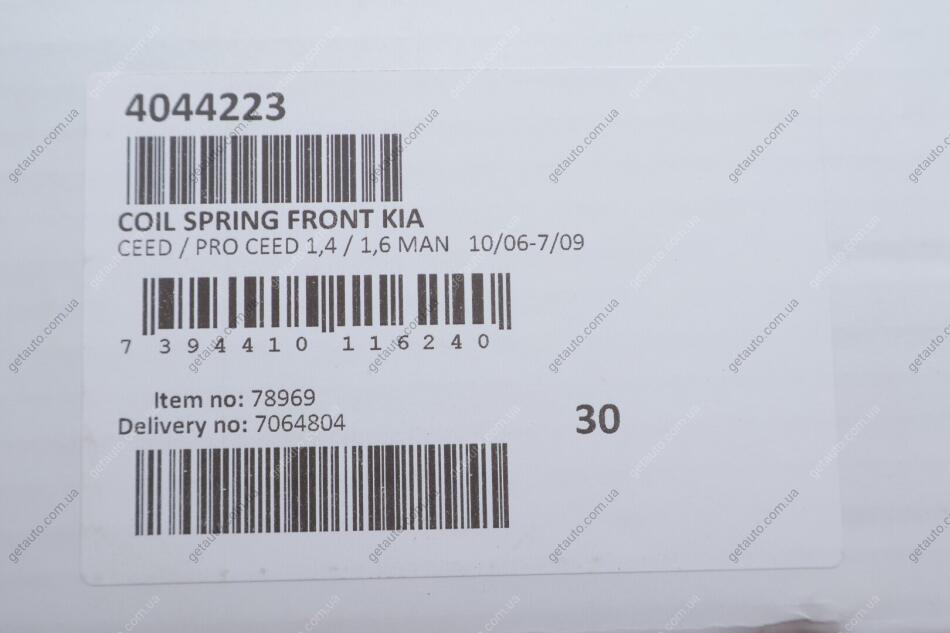 4044223
COIL SPRING FRONT KIA
CEED / PRO CEED 1,4 / 1,6 MAN 10/06-7/09
7 394410 116240
Item no: 78969
Delivery no: 7064804
30
getauto.com.ua